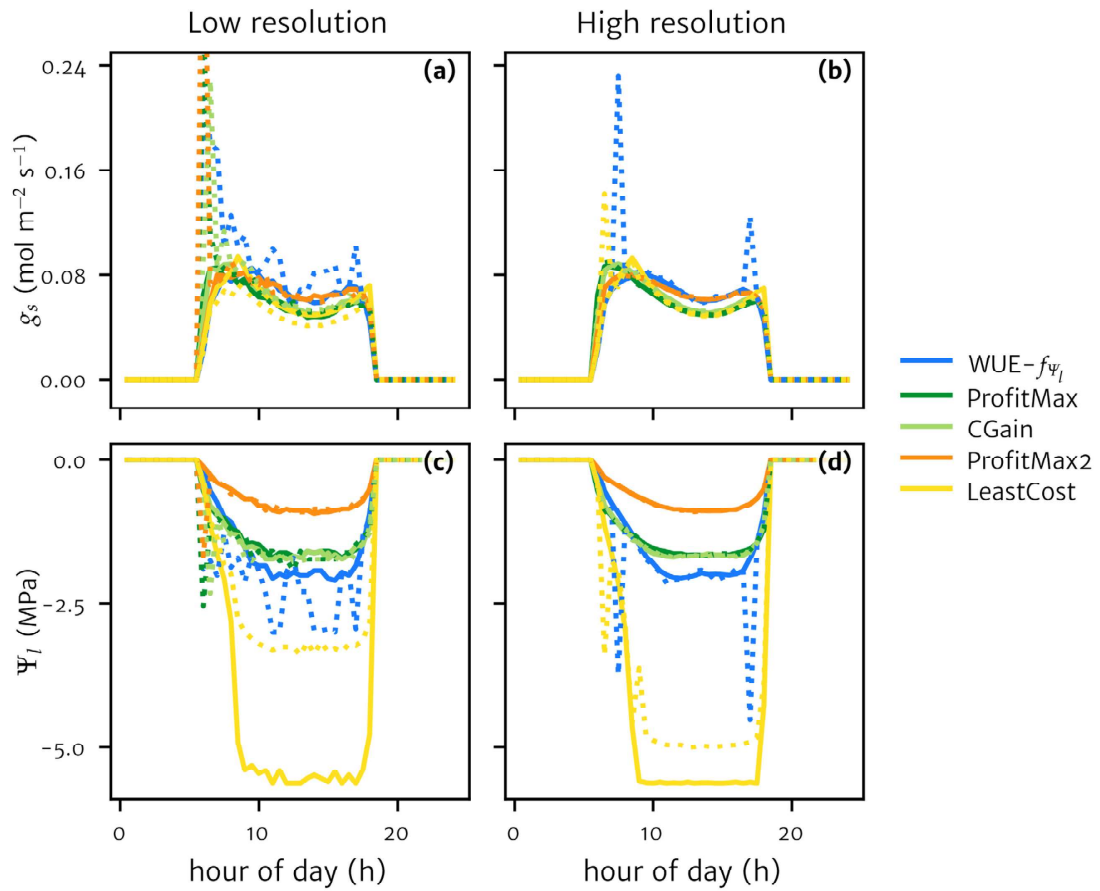 Low resolution
High resolution
(a)
(b)
0.24
0.16
0.08
0.00
gₛ (mol m⁻² s⁻¹)
(c)
(d)
0.0
-2.5
-5.0
Ψₗ (MPa)
0
10
20
0
10
20
hour of day (h)
hour of day (h)
WUE-f_Ψₗ
ProfitMax
CGain
ProfitMax2
LeastCost